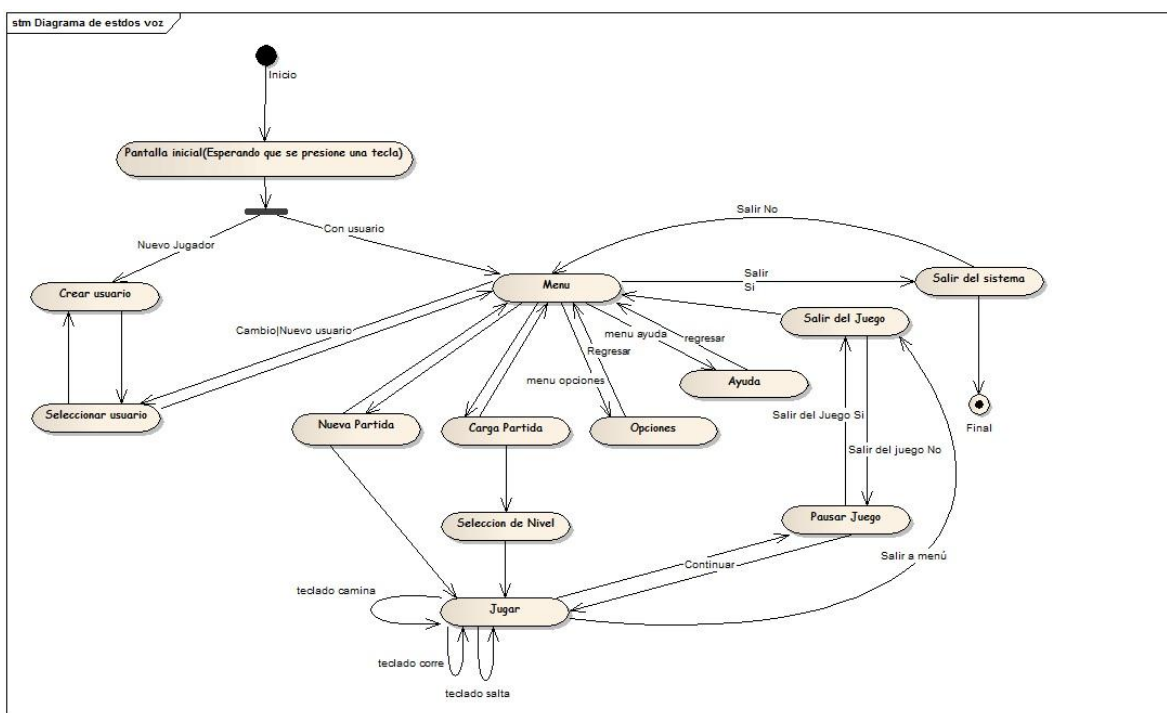 stm Diagrama de estdos voz
Inicio
Pantalla inicial(Esperando que se presione una tecla)
Nuevo Jugador
Con usuario
Salir No
Crear usuario
Menu
Salir
Si
Salir del sistema
Salir del Juego
Cambio|Nuevo usuario
menu ayuda
regresar
Regresar
menu opciones
Ayuda
Seleccionar usuario
Nueva Partida
Carga Partida
Opciones
Salir del Juego Si
Final
Salir del juego No
Seleccion de Nivel
Pausar Juego
Continuar
Salir a menú
teclado camina
Jugar
teclado corre
teclado salta